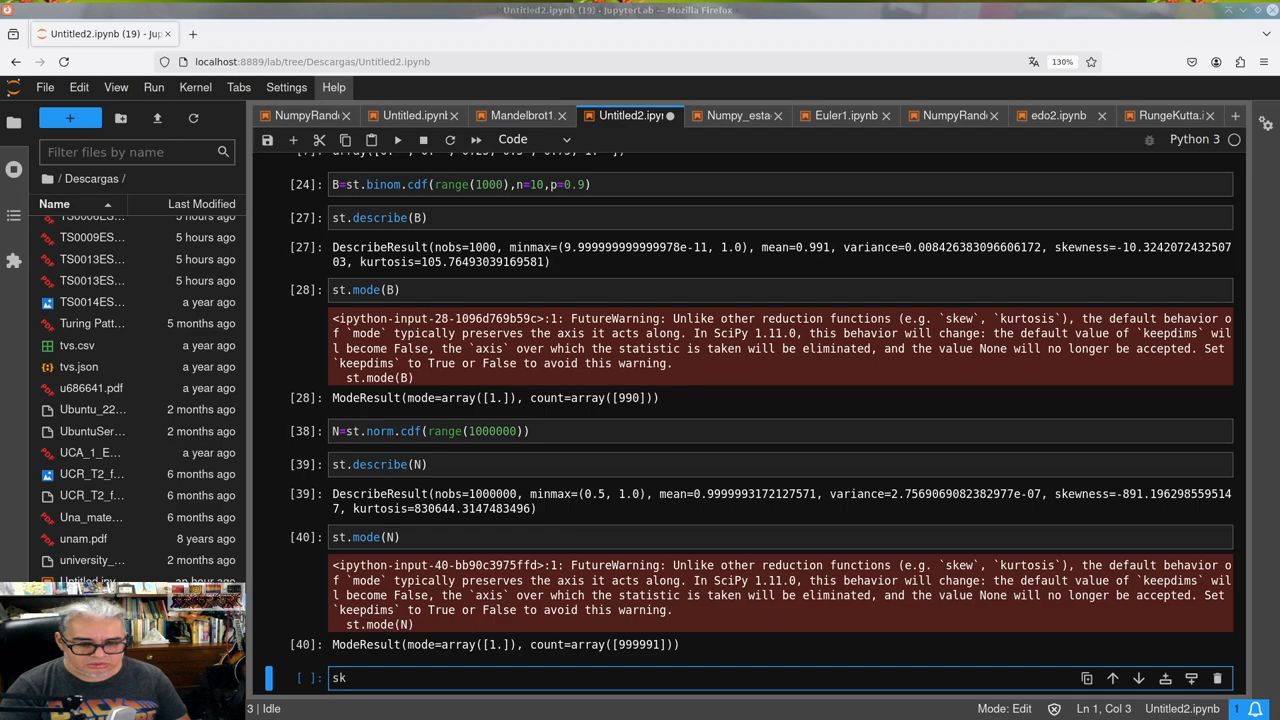 Untitled2.ipynb (19) - JupyterLab — Mozilla Firefox
Untitled2.ipynb (19) - Jup
localhost:8889/lab/tree/Descargas/Untitled2.ipynb
130%
File Edit View Run Kernel Tabs Settings Help
NumpyRand
Untitled.ipynb
Mandelbrot1.
Untitled2.ipyn
Numpy_esta
Euler1.ipynb
NumpyRand
edo2.ipynb
RungeKutta.i
Code
Python 3
Filter files by name
/ Descargas /
Name Last Modified
TS0006ES... 5 hours ago
TS0009ES... 5 hours ago
TS0013ES... 5 hours ago
TS0013ES... 5 hours ago
TS0014ES... a year ago
Turing Patt... 5 months ago
tvs.csv a year ago
tvs.json a year ago
u686641.pdf a year ago
Ubuntu_22... 2 months ago
UbuntuSer... 2 months ago
UCA_1_E... a year ago
UCR_T2_f... 6 months ago
UCR_T2_f... 6 months ago
Una_mate... 6 months ago
unam.pdf 8 years ago
university_... 2 months ago
Untitled.ipy... an hour ago
[24]: B=st.binom.cdf(range(1000),n=10,p=0.9)
[27]: st.describe(B)
[27]: DescribeResult(nobs=1000, minmax=(9.999999999999978e-11, 1.0), mean=0.991, variance=0.008426383096606172, skewness=-10.3242072432507
03, kurtosis=105.76493039169581)
[28]: st.mode(B)
<ipython-input-28-1096d769b59c>:1: FutureWarning: Unlike other reduction functions (e.g. `skew`, `kurtosis`), the default behavior o
f `mode` typically preserves the axis it acts along. In SciPy 1.11.0, this behavior will change: the default value of `keepdims` wil
l become False, the `axis` over which the statistic is taken will be eliminated, and the value None will no longer be accepted. Set
`keepdims` to True or False to avoid this warning.
st.mode(B)
[28]: ModeResult(mode=array([1.]), count=array([990]))
[38]: N=st.norm.cdf(range(1000000))
[39]: st.describe(N)
[39]: DescribeResult(nobs=1000000, minmax=(0.5, 1.0), mean=0.9999993172127571, variance=2.7569069082382977e-07, skewness=-891.196298559514
7, kurtosis=830644.3147483496)
[40]: st.mode(N)
<ipython-input-40-bb90c3975ffd>:1: FutureWarning: Unlike other reduction functions (e.g. `skew`, `kurtosis`), the default behavior o
f `mode` typically preserves the axis it acts along. In SciPy 1.11.0, this behavior will change: the default value of `keepdims` wil
l become False, the `axis` over which the statistic is taken will be eliminated, and the value None will no longer be accepted. Set
`keepdims` to True or False to avoid this warning.
st.mode(N)
[40]: ModeResult(mode=array([1.]), count=array([999991]))
[ ]: sk
3 | Idle
Mode: Edit
Ln 1, Col 3
Untitled2.ipynb
1